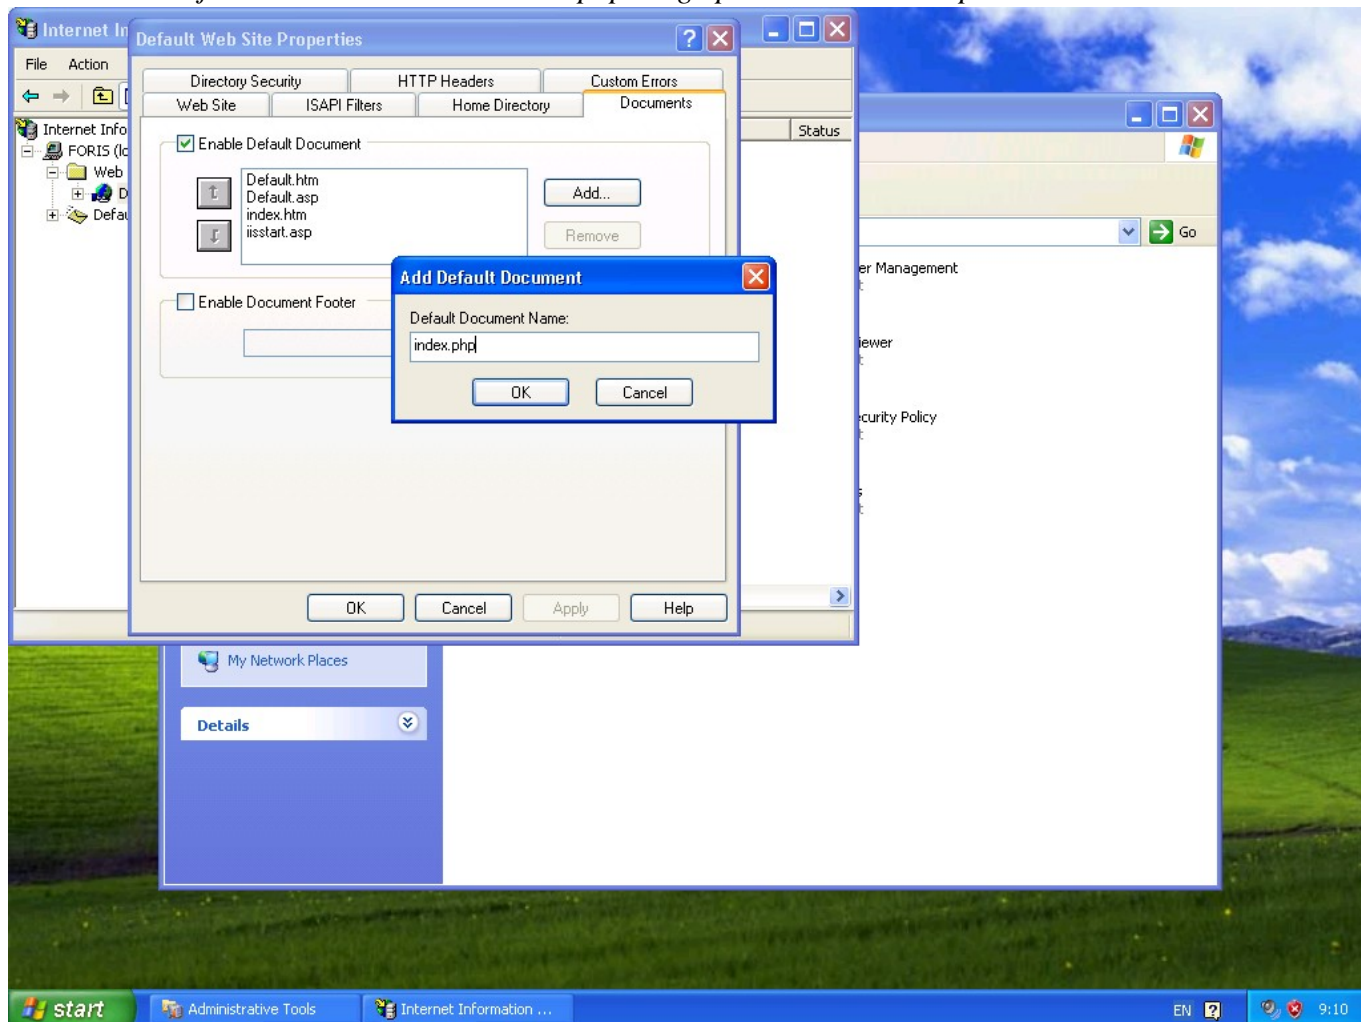 Internet In
Default Web Site Properties
File Action
Directory Security HTTP Headers Custom Errors
Web Site ISAPI Filters Home Directory Documents
Internet Info
FORIS (lo
Web
D
Defau
Status
Enable Default Document
Default.htm
Default.asp
index.htm
iisstart.asp
Add...
Remove
Go
Add Default Document
Default Document Name:
index.php
OK Cancel
Enable Document Footer
er Management
iewer
curity Policy
OK Cancel Apply Help
My Network Places
Details
start Administrative Tools Internet Information ... EN 9:10